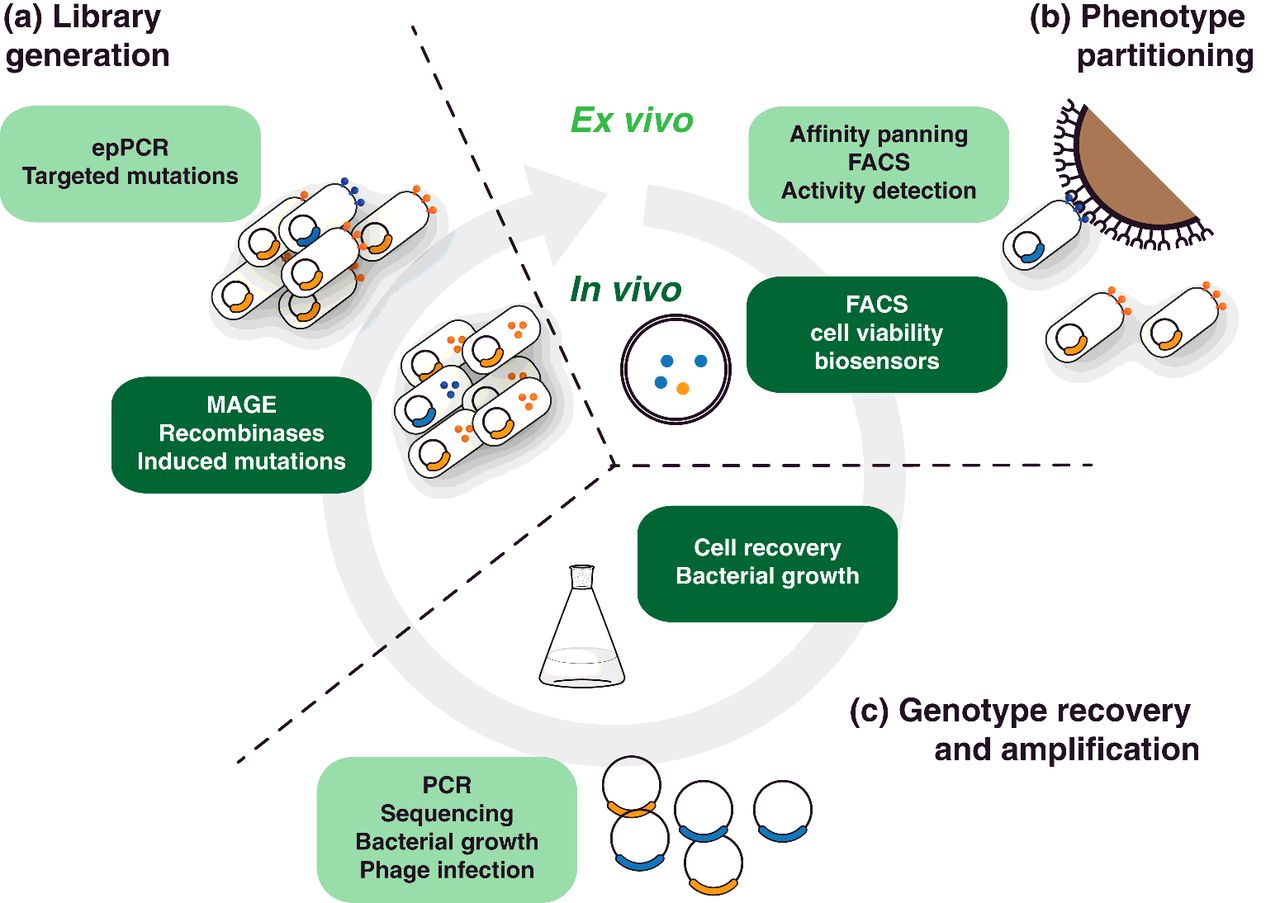 (a) Library
generation
epPCR
Targeted mutations
MAGE
Recombinases
Induced mutations
Ex vivo
In vivo
(b) Phenotype
partitioning
Affinity panning
FACS
Activity detection
FACS
cell viability
biosensors
Cell recovery
Bacterial growth
(c) Genotype recovery
and amplification
PCR
Sequencing
Bacterial growth
Phage infection